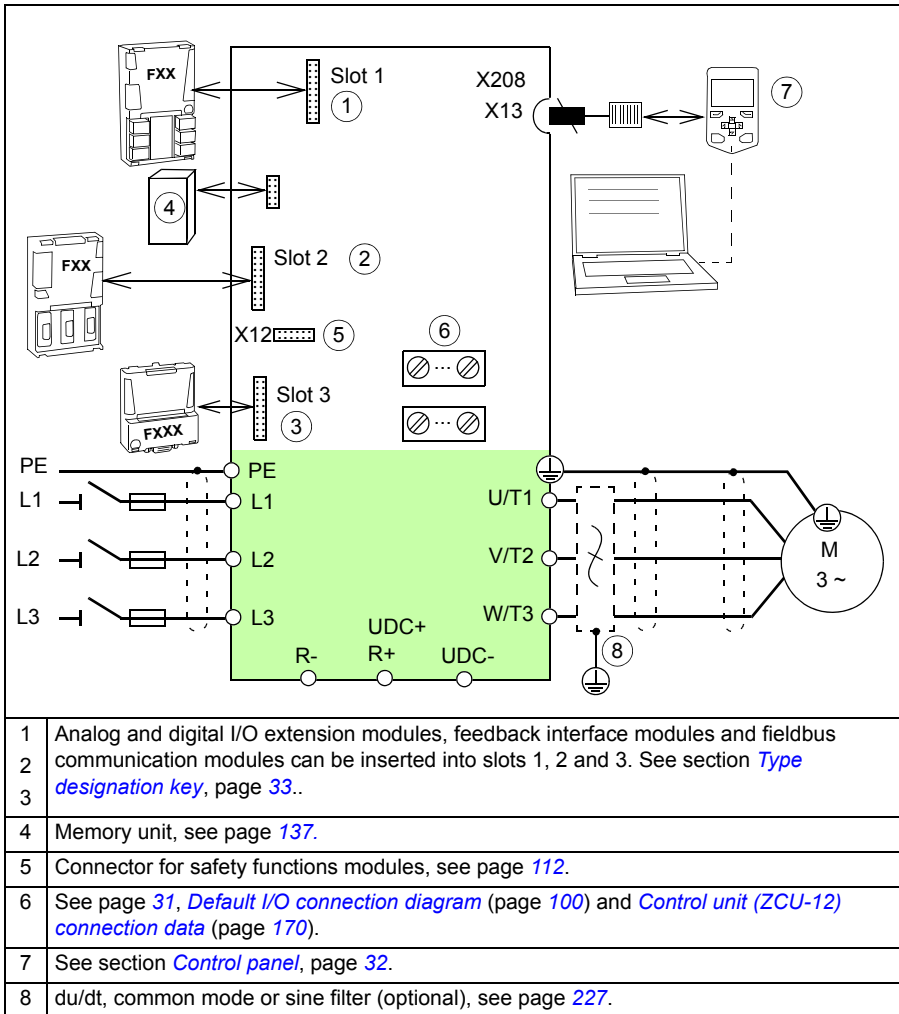 FXX
Slot 1
1
X208
X13
7
4
FXX
Slot 2
2
X12
5
6
FXXX
Slot 3
3
PE
PE
L1
L1
U/T1
L2
L2
V/T2
M
3 ~
L3
L3
W/T3
UDC+
R-
R+
UDC-
8
1
2
3
Analog and digital I/O extension modules, feedback interface modules and fieldbus
communication modules can be inserted into slots 1, 2 and 3. See section Type
designation key, page 33..
4 Memory unit, see page 137.
5 Connector for safety functions modules, see page 112.
6 See page 31, Default I/O connection diagram (page 100) and Control unit (ZCU-12)
connection data (page 170).
7 See section Control panel, page 32.
8 du/dt, common mode or sine filter (optional), see page 227.